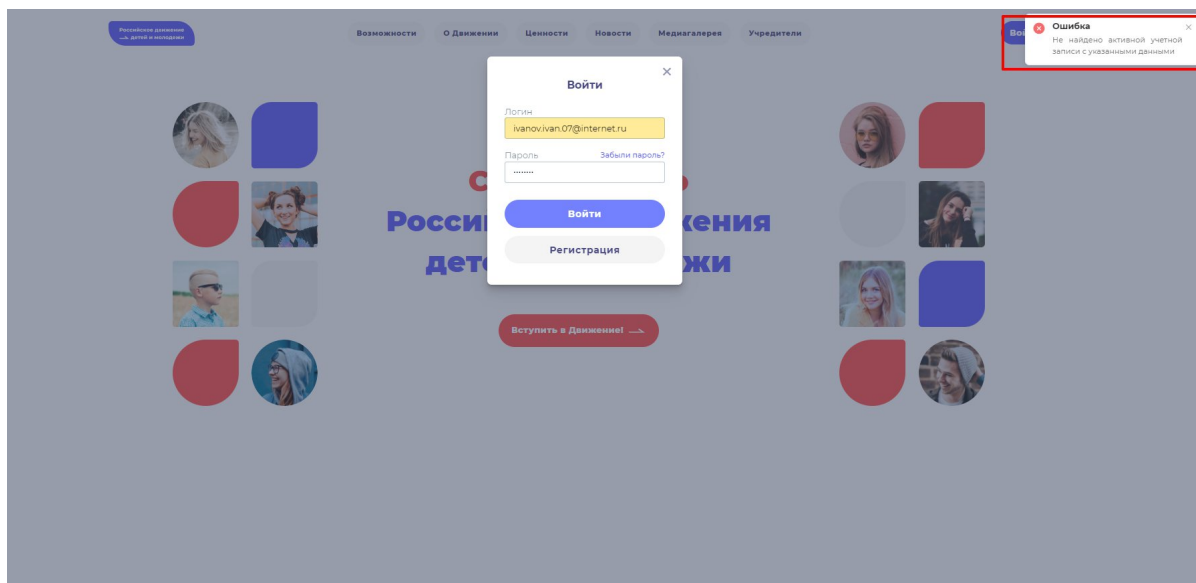 Российское движение
детей и молодежи
Возможности О Движении Ценности Новости Медиагалерея Учредители
Вой
Ошибка
Не найдено активной учетной
записи с указанными данными
Войти
Логин
ivanov.ivan.07@internet.ru
Пароль Забыли пароль?
........
Войти
Регистрация
С
Росси жения
дет жи
Вступить в Движение!